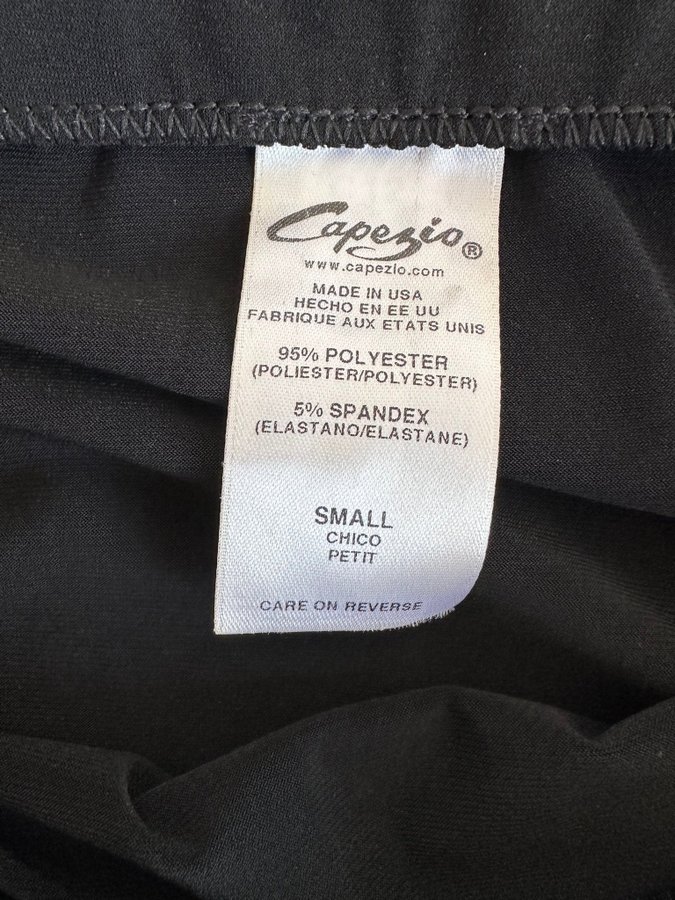 Capezio®
www.capezio.com
MADE IN USA
HECHO EN EE UU
FABRIQUE AUX ETATS UNIS
95% POLYESTER
(POLIESTER/POLYESTER)
5% SPANDEX
(ELASTANO/ELASTANE)
SMALL
CHICO
PETIT
CARE ON REVERSE